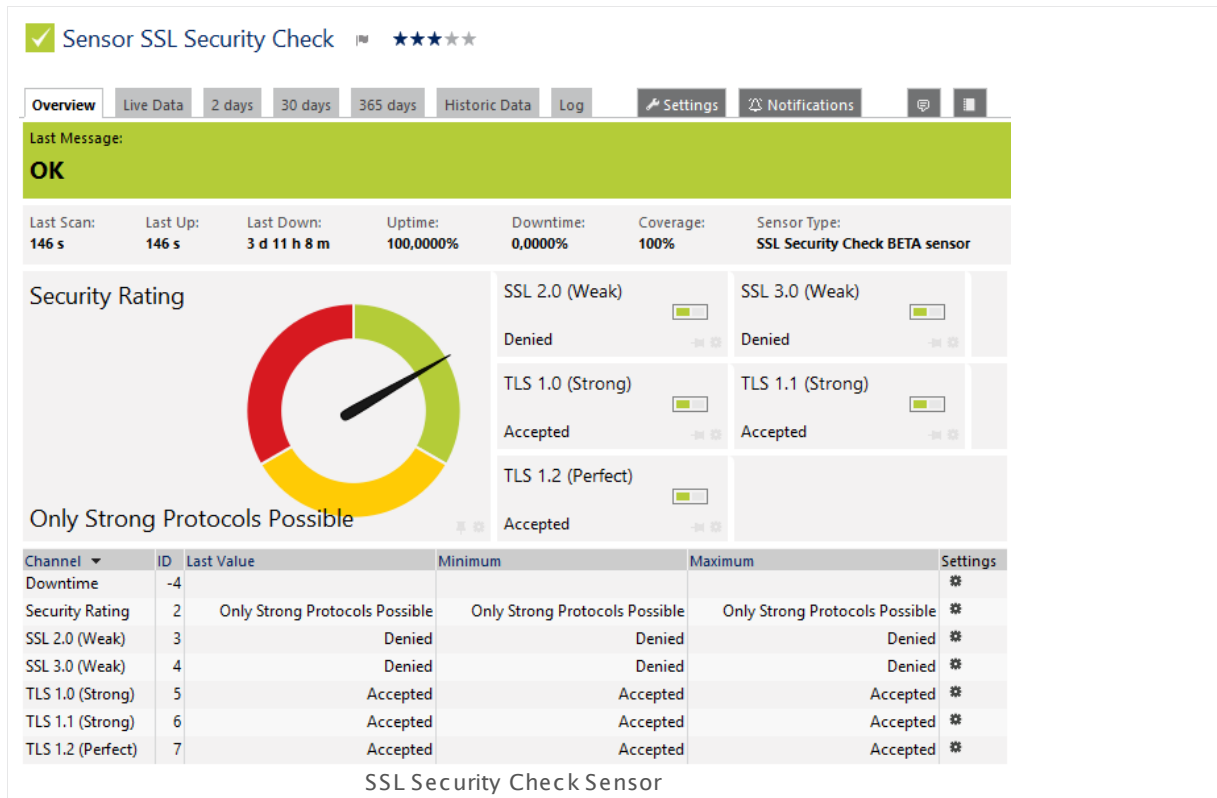 Sensor SSL Security Check
Overview Live Data 2 days 30 days 365 days Historic Data Log Settings Notifications
Last Message:
OK
Last Scan: Last Up: Last Down: Uptime: Downtime: Coverage: Sensor Type:
146 s 146 s 3 d 11 h 8 m 100,0000% 0,0000% 100% SSL Security Check BETA sensor
Security Rating
Only Strong Protocols Possible
SSL 2.0 (Weak)
Denied
SSL 3.0 (Weak)
Denied
TLS 1.0 (Strong)
Accepted
TLS 1.1 (Strong)
Accepted
TLS 1.2 (Perfect)
Accepted
Channel ID Last Value Minimum Maximum Settings
Downtime -4
Security Rating 2 Only Strong Protocols Possible Only Strong Protocols Possible Only Strong Protocols Possible
SSL 2.0 (Weak) 3 Denied Denied Denied
SSL 3.0 (Weak) 4 Denied Denied Denied
TLS 1.0 (Strong) 5 Accepted Accepted Accepted
TLS 1.1 (Strong) 6 Accepted Accepted Accepted
TLS 1.2 (Perfect) 7 Accepted Accepted Accepted
SSL Security Check Sensor